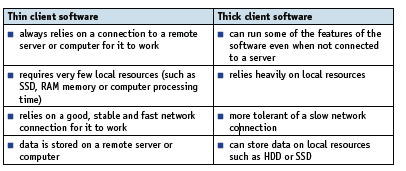 Thin client software
Thick client software
■ always relies on a connection to a remote
server or computer for it to work
■ can run some of the features of the
software even when not connected
to a server
■ requires very few local resources (such as
SSD, RAM memory or computer processing
time)
■ relies heavily on local resources
■ relies on a good, stable and fast network
connection for it to work
■ more tolerant of a slow network
connection
■ data is stored on a remote server or
computer
■ can store data on local resources
such as HDD or SSD